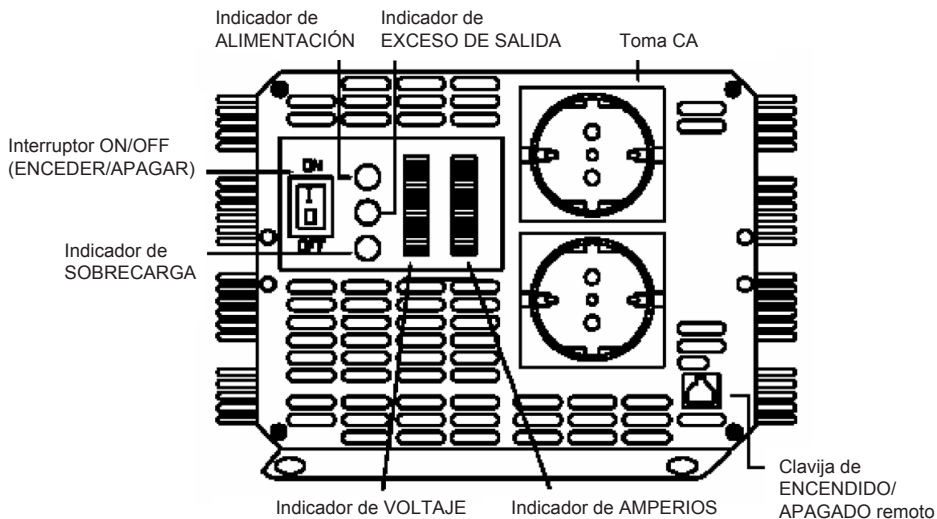 Indicador de
ALIMENTACIÓN
Indicador de
EXCESO DE SALIDA
Toma CA
Interruptor ON/OFF
(ENCEDER/APAGAR)
ON
I
OFF
Indicador de
SOBRECARGA
Indicador de VOLTAJE
Indicador de AMPERIOS
Clavija de
ENCENDIDO/
APAGADO remoto